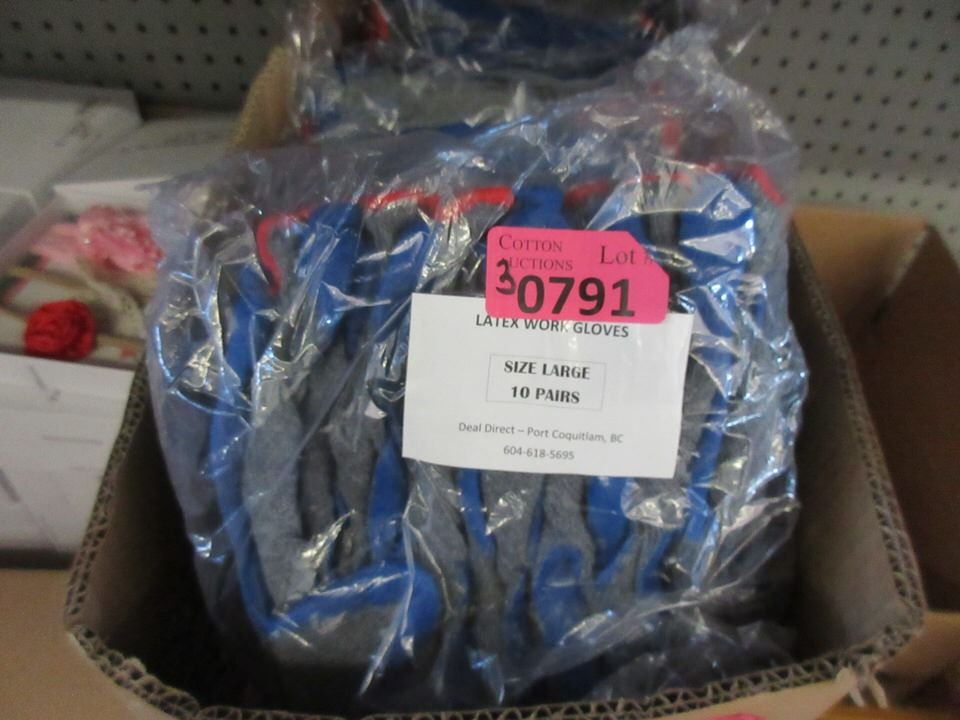 COTTON
AUCTIONS
Lot #
30791
LATEX WORK GLOVES
SIZE LARGE
10 PAIRS
Deal Direct – Port Coquitlam, BC
604-618-5695